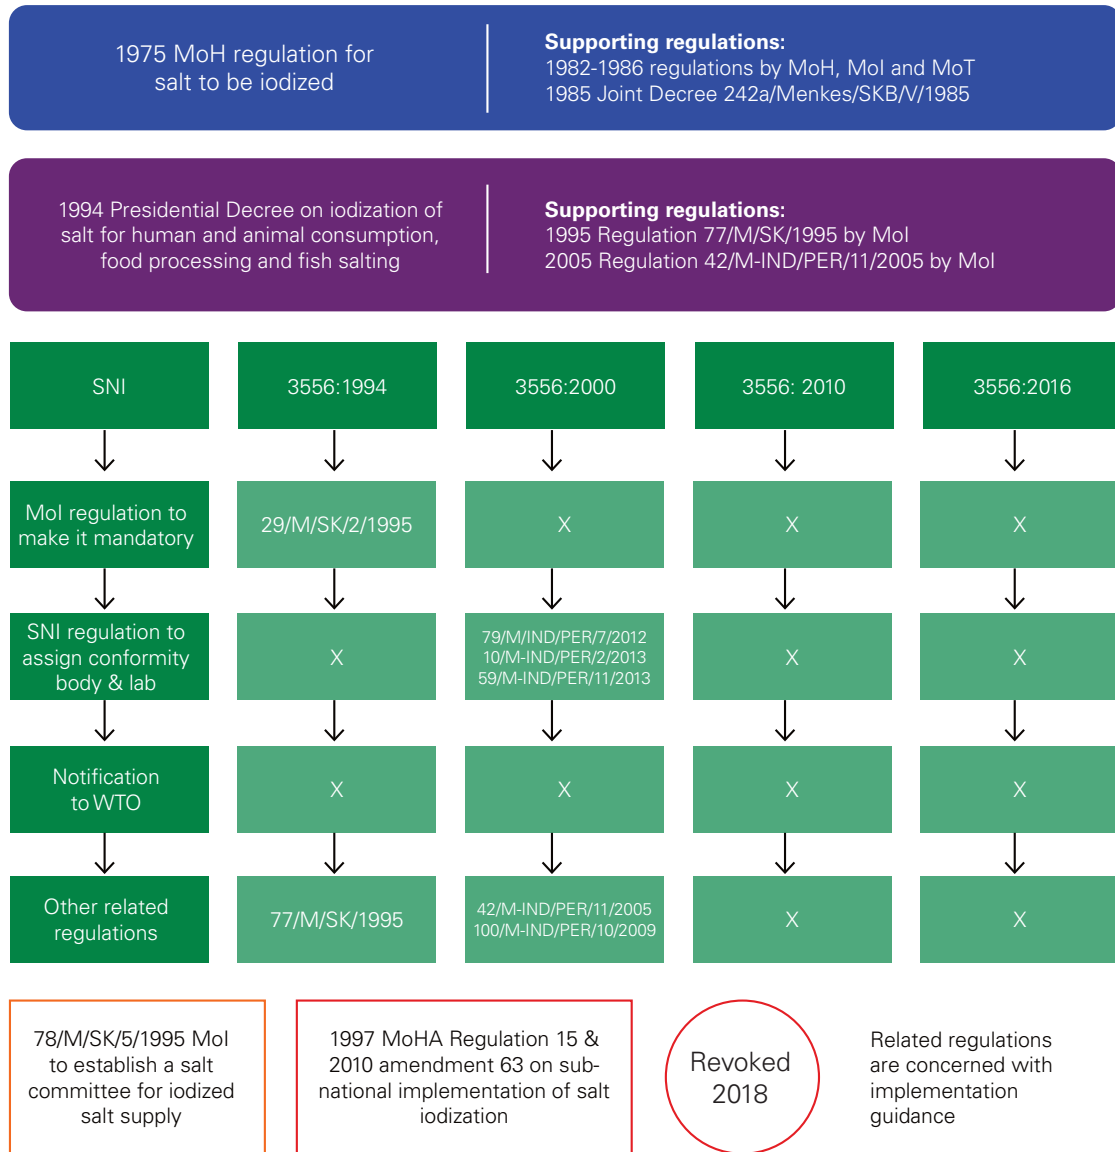 1975 MoH regulation for
salt to be iodized
Supporting regulations:
1982-1986 regulations by MoH, MoI and MoT
1985 Joint Decree 242a/Menkes/SKB/V/1985
1994 Presidential Decree on iodization of
salt for human and animal consumption,
food processing and fish salting
Supporting regulations:
1995 Regulation 77/M/SK/1995 by MoI
2005 Regulation 42/M-IND/PER/11/2005 by MoI
SNI
3556:1994
3556:2000
3556: 2010
3556:2016
MoI regulation to
make it mandatory
29/M/SK/2/1995
X
X
X
SNI regulation to
assign conformity
body & lab
X
79/M/IND/PER/7/2012
10/M-IND/PER/2/2013
59/M-IND/PER/11/2013
X
X
Notification
to WTO
X
X
X
X
Other related
regulations
77/M/SK/1995
42/M-IND/PER/11/2005
100/M-IND/PER/10/2009
X
X
78/M/SK/5/1995 MoI
to establish a salt
committee for iodized
salt supply
1997 MoHA Regulation 15 &
2010 amendment 63 on sub-
national implementation of salt
iodization
Revoked
2018
Related regulations
are concerned with
implementation
guidance